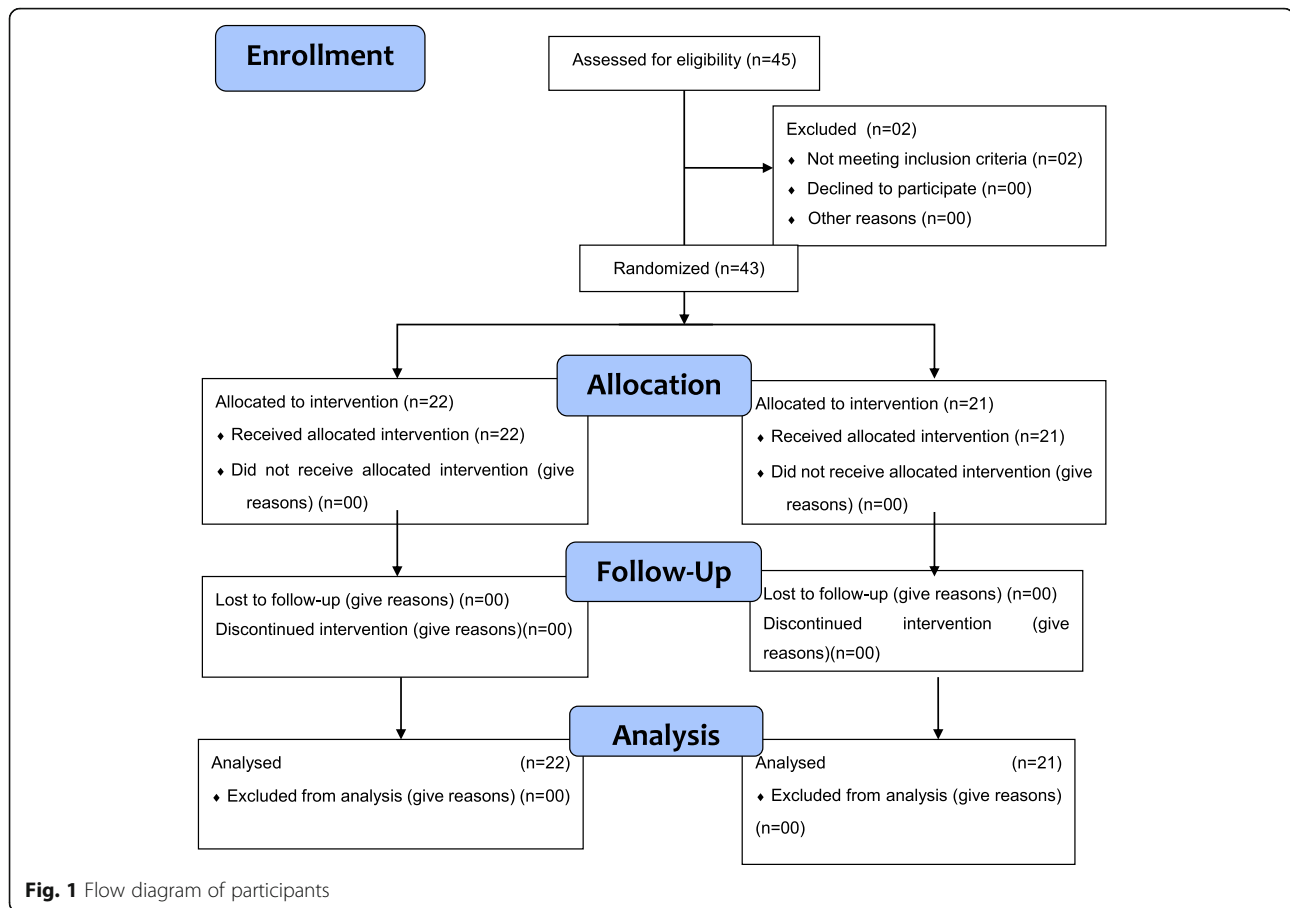 Enrollment
Assessed for eligibility (n=45)
Excluded (n=02)
♦ Not meeting inclusion criteria (n=02)
♦ Declined to participate (n=00)
♦ Other reasons (n=00)
Randomized (n=43)
Allocation
Allocated to intervention (n=22)
♦ Received allocated intervention (n=22)
♦ Did not receive allocated intervention (give
reasons) (n=00)
Allocated to intervention (n=21)
♦ Received allocated intervention (n=21)
♦ Did not receive allocated intervention (give
reasons) (n=00)
Follow-Up
Lost to follow-up (give reasons) (n=00)
Discontinued intervention (give reasons)(n=00)
Lost to follow-up (give reasons) (n=00)
Discontinued intervention (give
reasons)(n=00)
Analysis
Analysed (n=22)
♦ Excluded from analysis (give reasons) (n=00)
Analysed (n=21)
♦ Excluded from analysis (give reasons)
(n=00)
Fig. 1 Flow diagram of participants